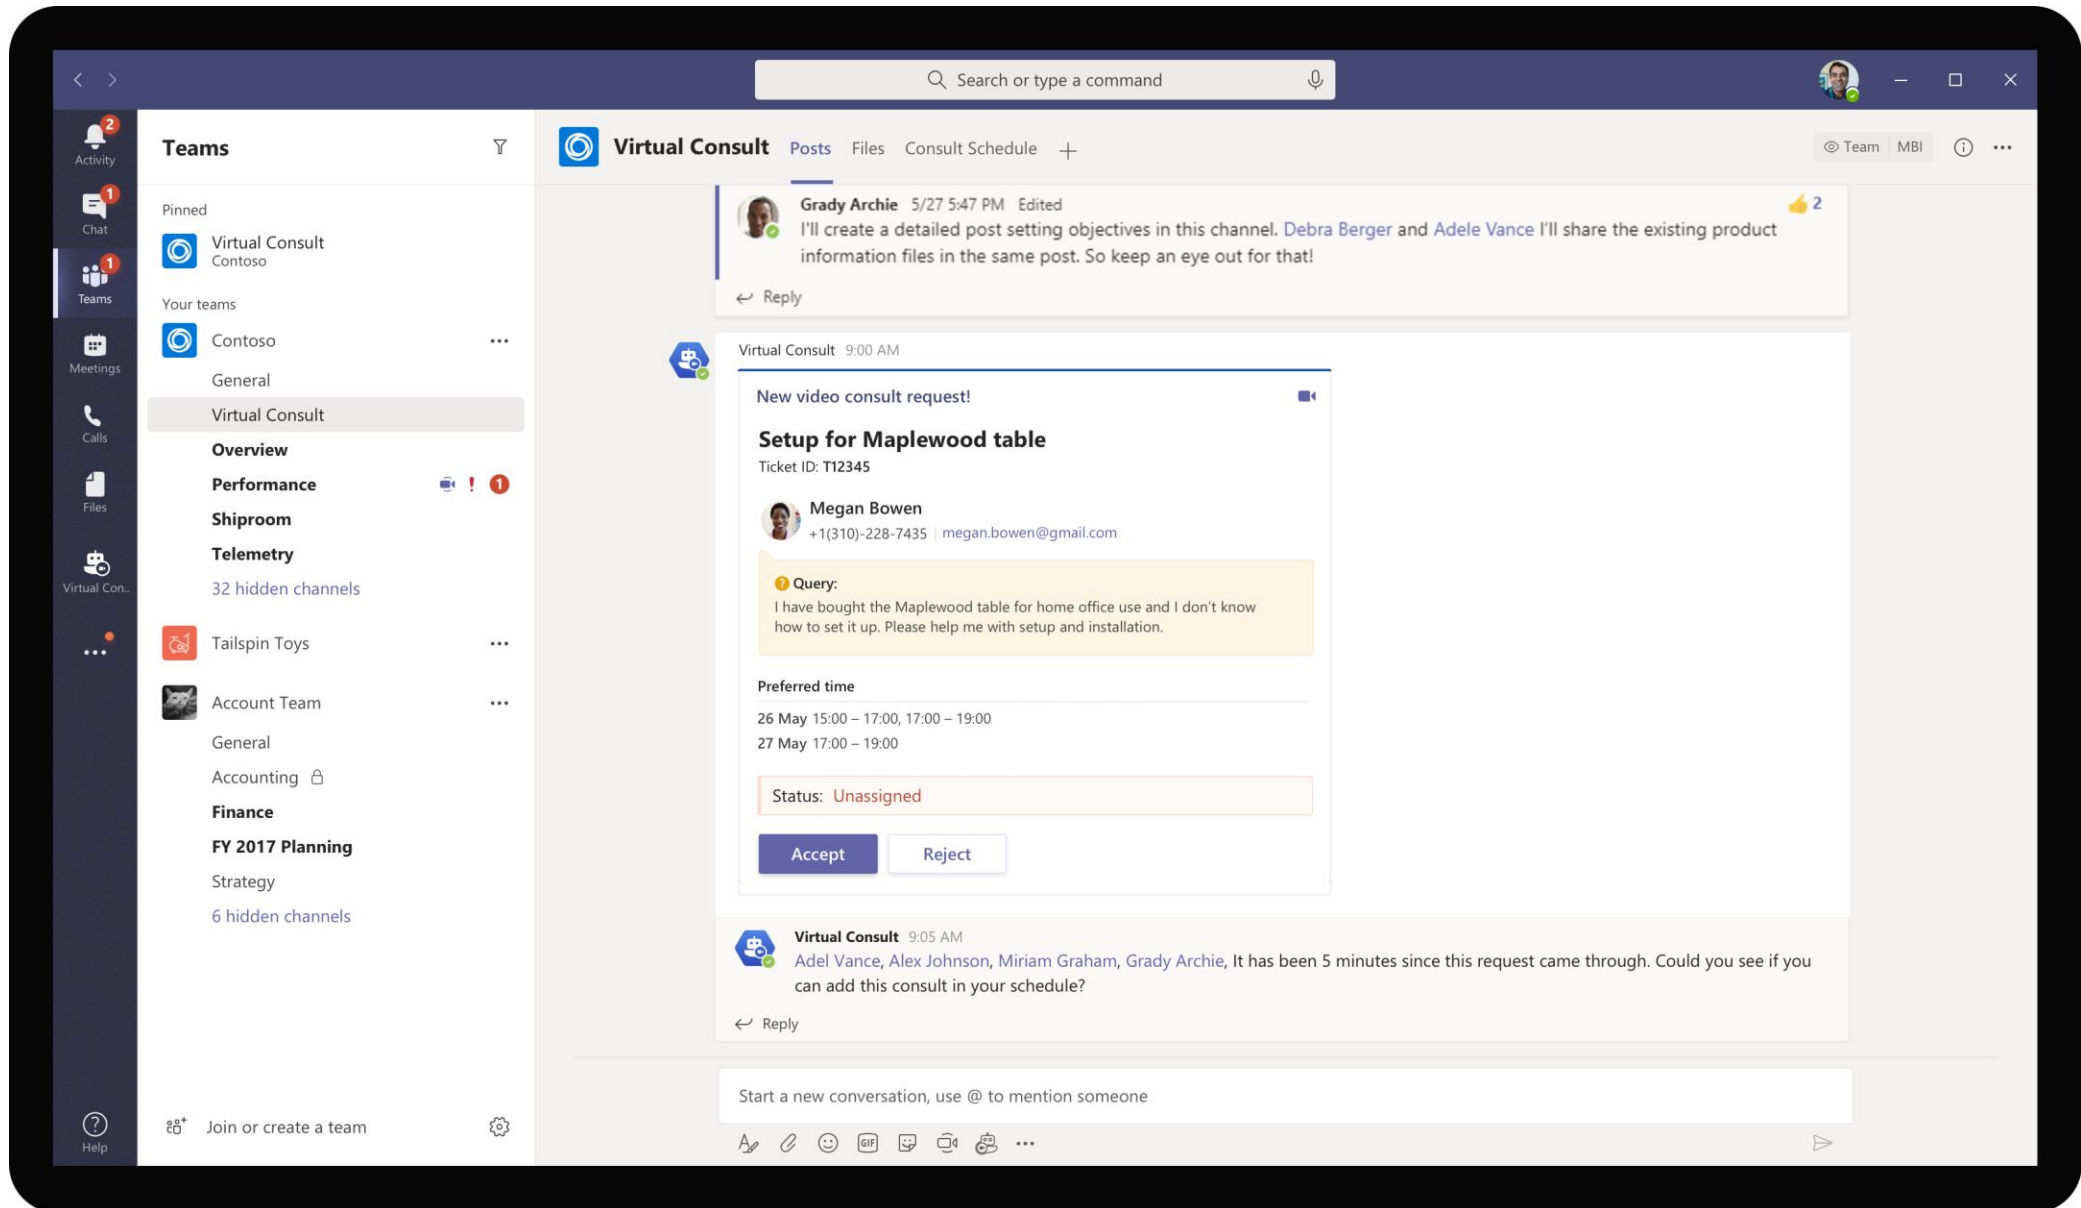 Search or type a command
2
Activity
1
Chat
1
Teams
Meetings
Calls
Files
Virtual Con..
Help
Teams
Pinned
Virtual Consult
Contoso
Your teams
Contoso
General
Virtual Consult
Overview
Performance ! 1
Shiproom
Telemetry
32 hidden channels
Tailspin Toys
Account Team
General
Accounting
Finance
FY 2017 Planning
Strategy
6 hidden channels
Join or create a team
Virtual Consult Posts Files Consult Schedule
Team MBI
Grady Archie 5/27 5:47 PM Edited 2
I'll create a detailed post setting objectives in this channel. Debra Berger and Adele Vance I'll share the existing product
information files in the same post. So keep an eye out for that!
Reply
Virtual Consult 9:00 AM
New video consult request!
Setup for Maplewood table
Ticket ID: T12345
Megan Bowen
+1(310)-228-7435 | megan.bowen@gmail.com
? Query:
I have bought the Maplewood table for home office use and I don't know
how to set it up. Please help me with setup and installation.
Preferred time
26 May 15:00 – 17:00, 17:00 – 19:00
27 May 17:00 – 19:00
Status: Unassigned
Accept Reject
Virtual Consult 9:05 AM
Adel Vance, Alex Johnson, Miriam Graham, Grady Archie, It has been 5 minutes since this request came through. Could you see if you
can add this consult in your schedule?
Reply
Start a new conversation, use @ to mention someone
GIF